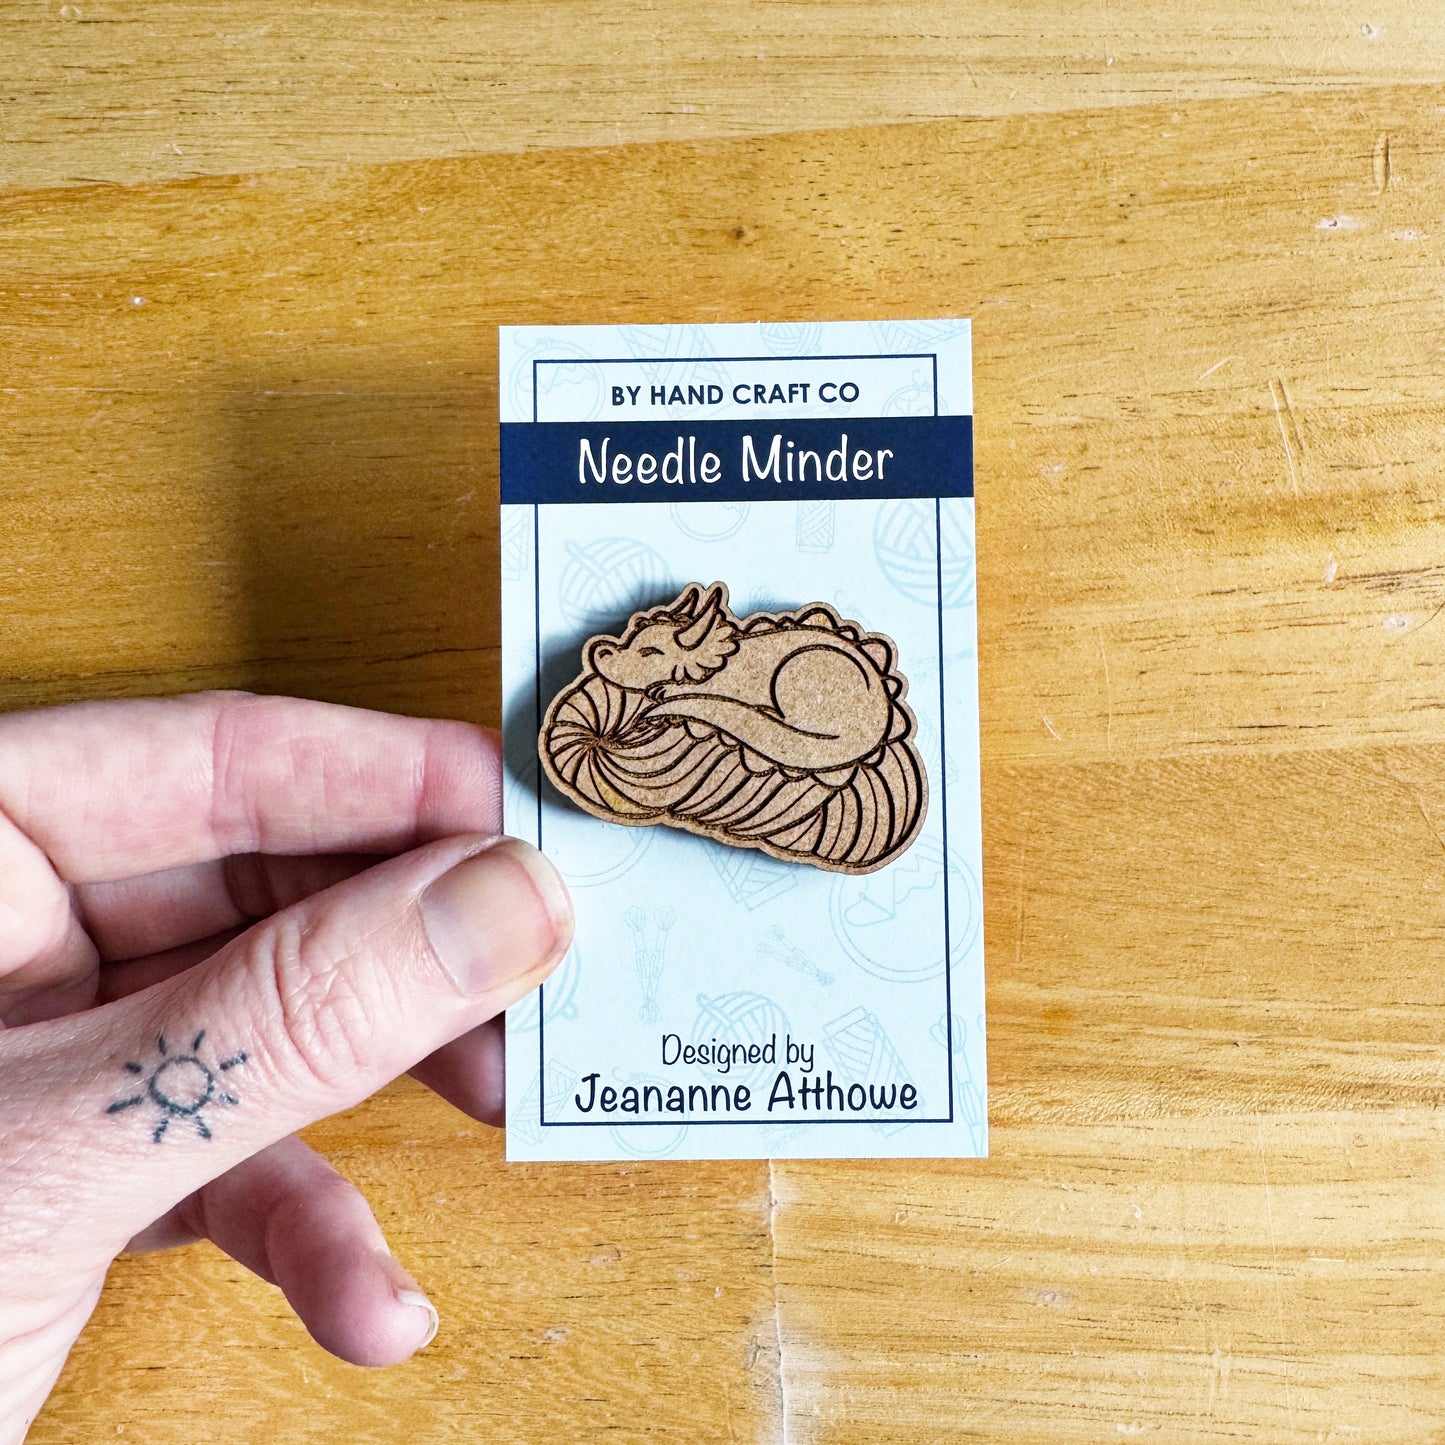 BY HAND CRAFT CO
Needle Minder
Designed by
Jeananne Atthowe